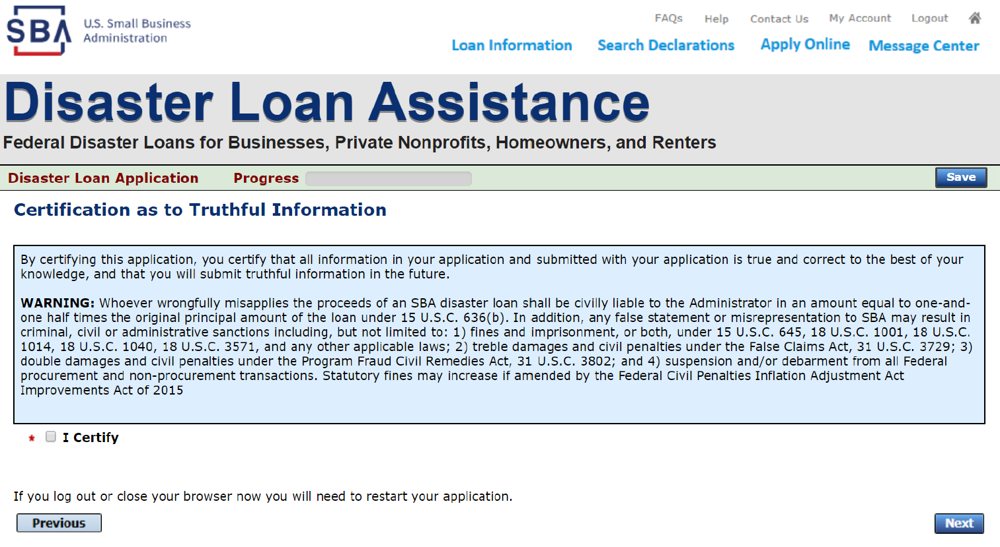 SBA
U.S. Small Business
Administration
FAQs Help Contact Us My Account Logout
Loan Information Search Declarations Apply Online Message Center
Disaster Loan Assistance
Federal Disaster Loans for Businesses, Private Nonprofits, Homeowners, and Renters
Disaster Loan Application Progress Save
Certification as to Truthful Information
By certifying this application, you certify that all information in your application and submitted with your application is true and correct to the best of your
knowledge, and that you will submit truthful information in the future.
WARNING: Whoever wrongfully misapplies the proceeds of an SBA disaster loan shall be civilly liable to the Administrator in an amount equal to one-and-
one half times the original principal amount of the loan under 15 U.S.C. 636(b). In addition, any false statement or misrepresentation to SBA may result in
criminal, civil or administrative sanctions including, but not limited to: 1) fines and imprisonment, or both, under 15 U.S.C. 645, 18 U.S.C. 1001, 18 U.S.C.
1014, 18 U.S.C. 1040, 18 U.S.C. 3571, and any other applicable laws; 2) treble damages and civil penalties under the False Claims Act, 31 U.S.C. 3729; 3)
double damages and civil penalties under the Program Fraud Civil Remedies Act, 31 U.S.C. 3802; and 4) suspension and/or debarment from all Federal
procurement and non-procurement transactions. Statutory fines may increase if amended by the Federal Civil Penalties Inflation Adjustment Act
Improvements Act of 2015
* I Certify
If you log out or close your browser now you will need to restart your application.
Previous Next